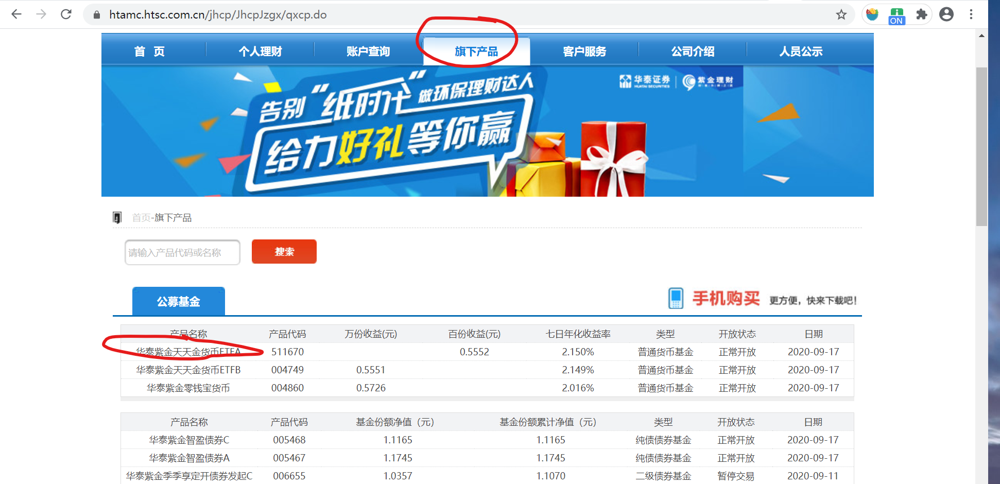 htamc.htsc.com.cn/jhcp/JhcpJzgx/qxcp.do
ON
首 页 个人理财 账户查询 旗下产品 客户服务 公司介绍 人员公示
告别“纸时代”做环保理财达人
给力好礼等你赢
华泰证券 紫金理财
HUATAI SECURITIES
首页-旗下产品
请输入产品代码或名称 搜索
公募基金 手机购买 更方便，快来下载吧！
产品名称 产品代码 万份收益(元) 百份收益(元) 七日年化收益率 类型 开放状态 日期
华泰紫金天天金货币ETFA 511670 0.5552 2.150% 普通货币基金 正常开放 2020-09-17
华泰紫金天天金货币ETFB 004749 0.5551 2.149% 普通货币基金 正常开放 2020-09-17
华泰紫金零钱宝货币 004860 0.5726 2.016% 普通货币基金 正常开放 2020-09-17
产品名称 产品代码 基金份额净值（元） 基金份额累计净值（元） 类型 开放状态 日期
华泰紫金智盈债券C 005468 1.1165 1.1165 纯债债券基金 正常开放 2020-09-17
华泰紫金智盈债券A 005467 1.1745 1.1745 纯债债券基金 正常开放 2020-09-17
华泰紫金季季享定开债券发起C 006655 1.0357 1.1070 二级债券基金 暂停交易 2020-09-11